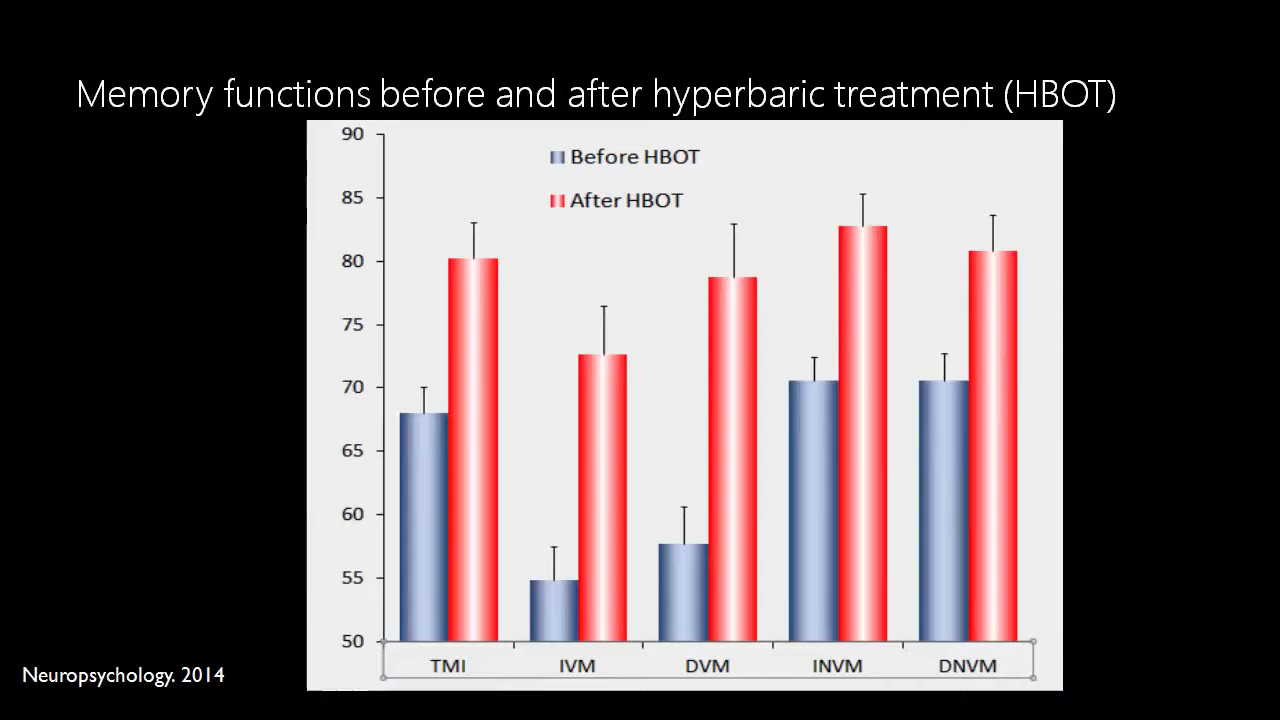 Memory functions before and after hyperbaric treatment (HBOT)
90
85
80
75
70
65
60
55
50
Before HBOT
After HBOT
TMI IVM DVM INVM DNVM
Neuropsychology. 2014